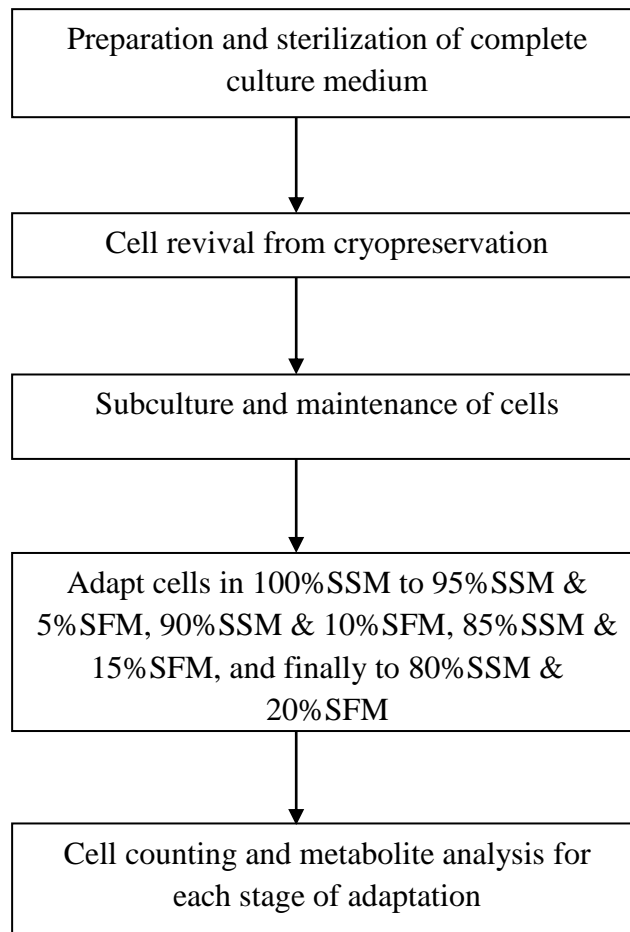 Preparation and sterilization of complete
culture medium
Cell revival from cryopreservation
Subculture and maintenance of cells
Adapt cells in 100%SSM to 95%SSM &
5%SFM, 90%SSM & 10%SFM, 85%SSM &
15%SFM, and finally to 80%SSM &
20%SFM
Cell counting and metabolite analysis for
each stage of adaptation